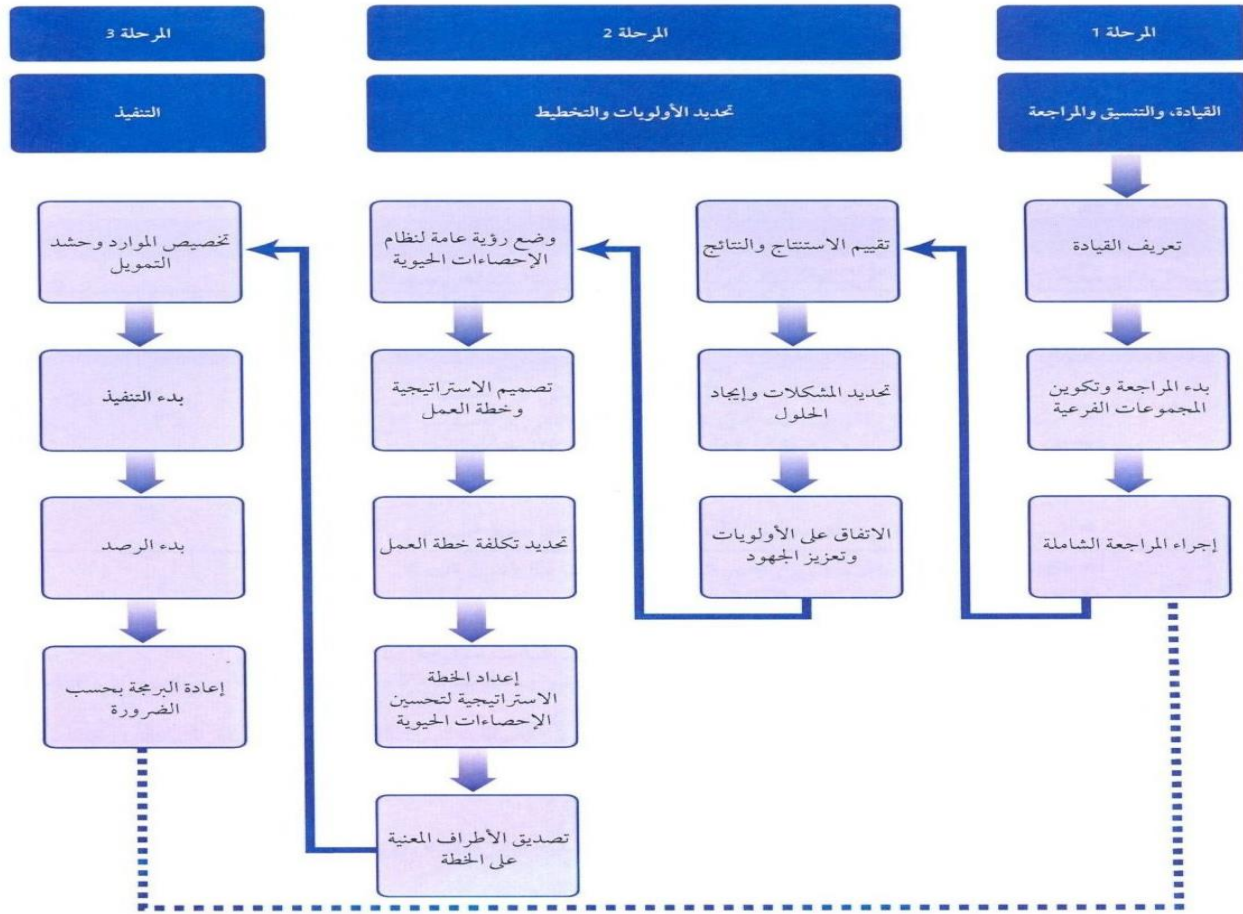 المرحلة 1
القيادة، والتنسيق والمراجعة
تعريف القيادة
بدء المراجعة وتكوين
المجموعات الفرعية
إجراء المراجعة الشاملة
المرحلة 2
تحديد الأولويات والتخطيط
تقييم الاستنتاج والنتائج
تحديد المشكلات وإيجاد
الحلول
الاتفاق على الأولويات
وتعزيز الجهود
وضع رؤية عامة لنظام
الإحصاءات الحيوية
تصميم الاستراتيجية
وخطة العمل
تحديد تكلفة خطة العمل
إعداد الخطة
الاستراتيجية لتحسين
الإحصاءات الحيوية
تصديق الأطراف المعنية
على الخطة
المرحلة 3
التنفيذ
تخصيص الموارد وحشد
التمويل
بدء التنفيذ
بدء الرصد
إعادة البرمجة بحسب
الضرورة